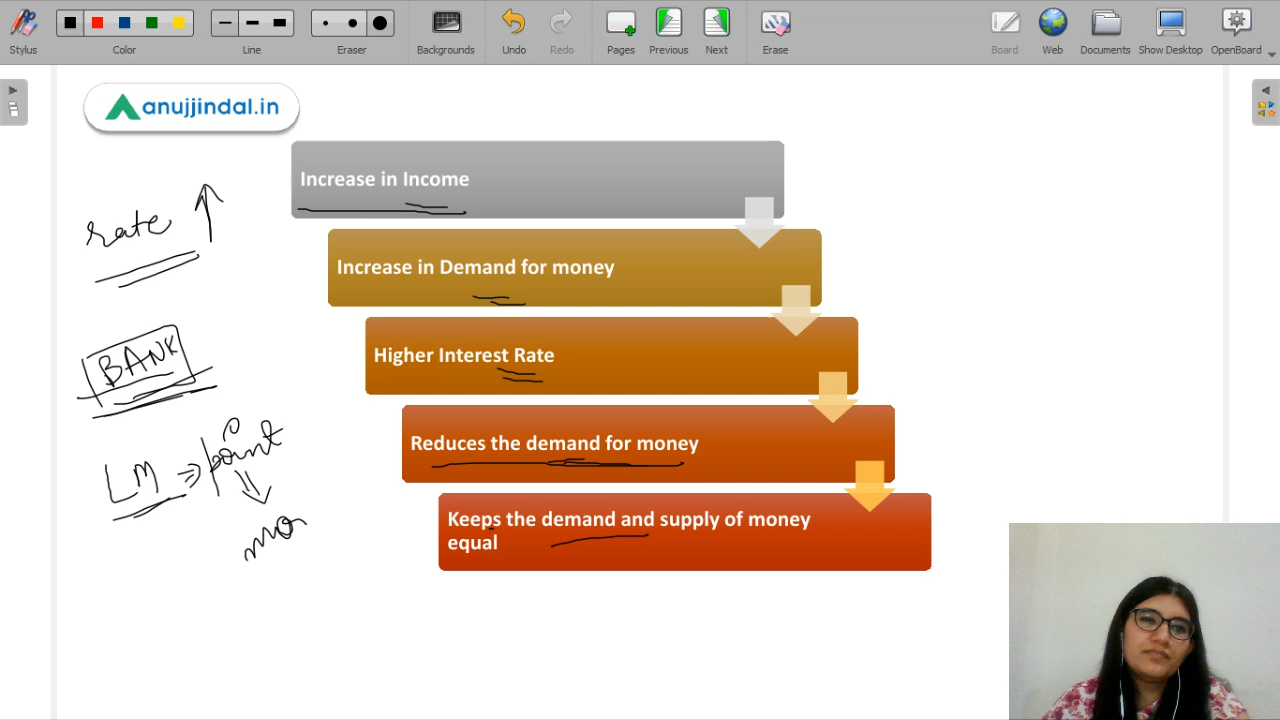 Stylus
Color
Line
Eraser
Backgrounds
Undo
Redo
Pages
Previous
Next
Erase
Board
Web
Documents
Show Desktop
OpenBoard
anujjindal.in
Increase in Income
rate
Increase in Demand for money
Higher Interest Rate
BANK
Reduces the demand for money
LM ⇒ point
Keeps the demand and supply of money
equal
mo